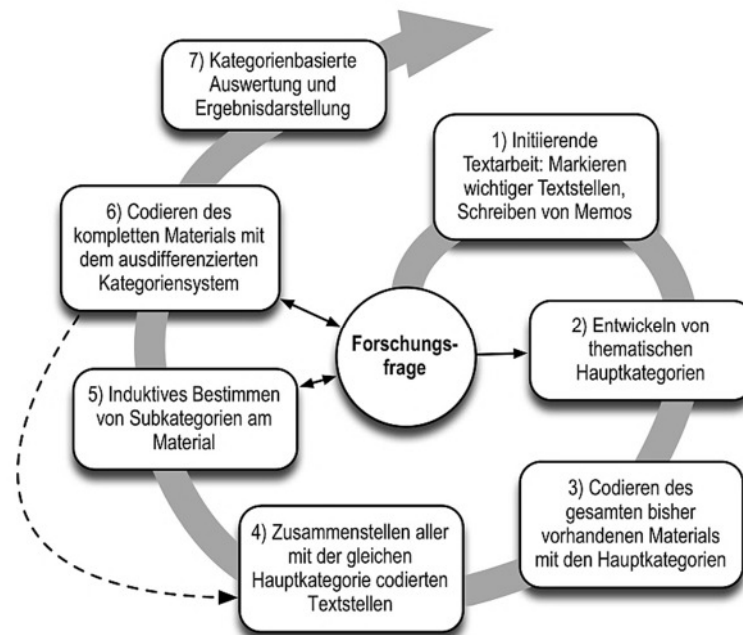 7) Kategorienbasierte
Auswertung und
Ergebnisdarstellung
1) Initiierende
Textarbeit: Markieren
wichtiger Textstellen,
Schreiben von Memos
6) Codieren des
kompletten Materials mit
dem ausdifferenzierten
Kategoriensystem
Forschungs-
frage
2) Entwickeln von
thematischen
Hauptkategorien
5) Induktives Bestimmen
von Subkategorien am
Material
3) Codieren des
gesamten bisher
vorhandenen Materials
mit den Hauptkategorien
4) Zusammenstellen aller
mit der gleichen
Hauptkategorie codierten
Textstellen